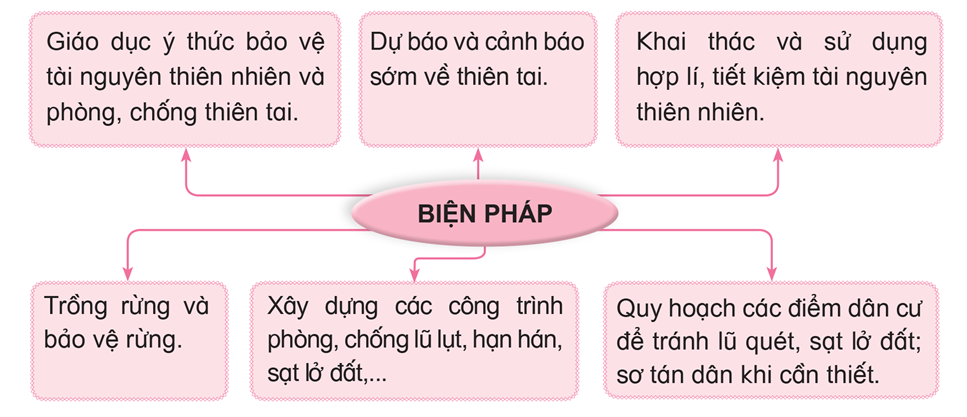 Giáo dục ý thức bảo vệ
tài nguyên thiên nhiên và
phòng, chống thiên tai.
Dự báo và cảnh báo
sớm về thiên tai.
Khai thác và sử dụng
hợp lí, tiết kiệm tài nguyên
thiên nhiên.
BIỆN PHÁP
Trồng rừng và
bảo vệ rừng.
Xây dựng các công trình
phòng, chống lũ lụt, hạn hán,
sạt lở đất,...
Quy hoạch các điểm dân cư
để tránh lũ quét, sạt lở đất;
sơ tán dân khi cần thiết.